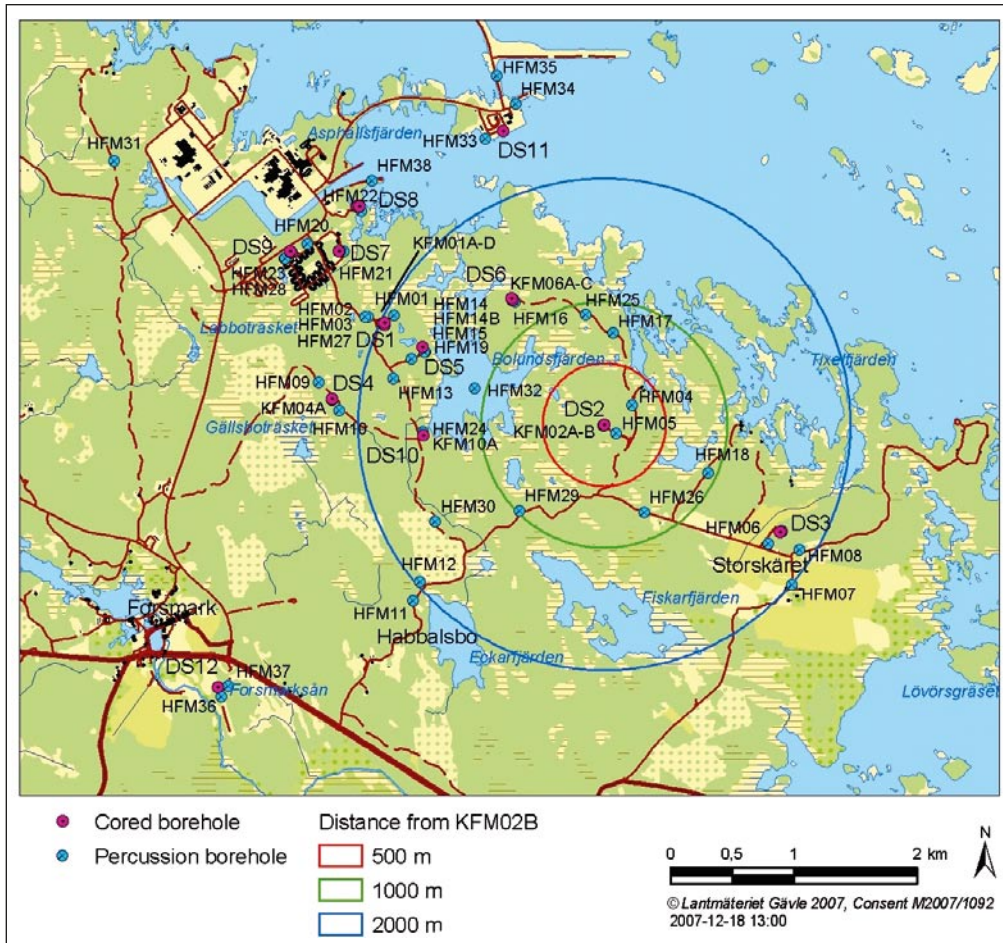 HFM35
HFM34
Asphällsfjärden
HFM33
DS11
HFM31
HFM38
HFM22
DS8
HFM20
KFM01A-D
DS9
DS7
HFM23
HFM21
HFM28
DS6
KFM06A-C
HFM02
HFM01
HFM14
HFM25
HFM03
HFM14B
HFM16
HFM17
Labboträsket
HFM15
HFM27
DS1
HFM19
Bolundsfjärden
Tixelfjärden
DS5
HFM09
DS4
HFM13
HFM32
KFM04A
DS2
HFM04
Gällsboträsket
HFM10
HFM24
KFM02A-B
HFM05
DS10
KFM10A
HFM18
HFM29
HFM26
HFM30
HFM06
DS3
Storskäret
HFM08
HFM12
Fiskarfjärden
HFM07
HFM11
Forsmark
Habbalsbo
Eckarfjärden
DS12
HFM37
Forsmarksån
Lövörsgräset
HFM36
Cored borehole
Percussion borehole
Distance from KFM02B
500 m
1000 m
2000 m
N
0 0,5 1 2 km
© Lantmäteriet Gävle 2007, Consent M2007/1092
2007-12-18 13:00